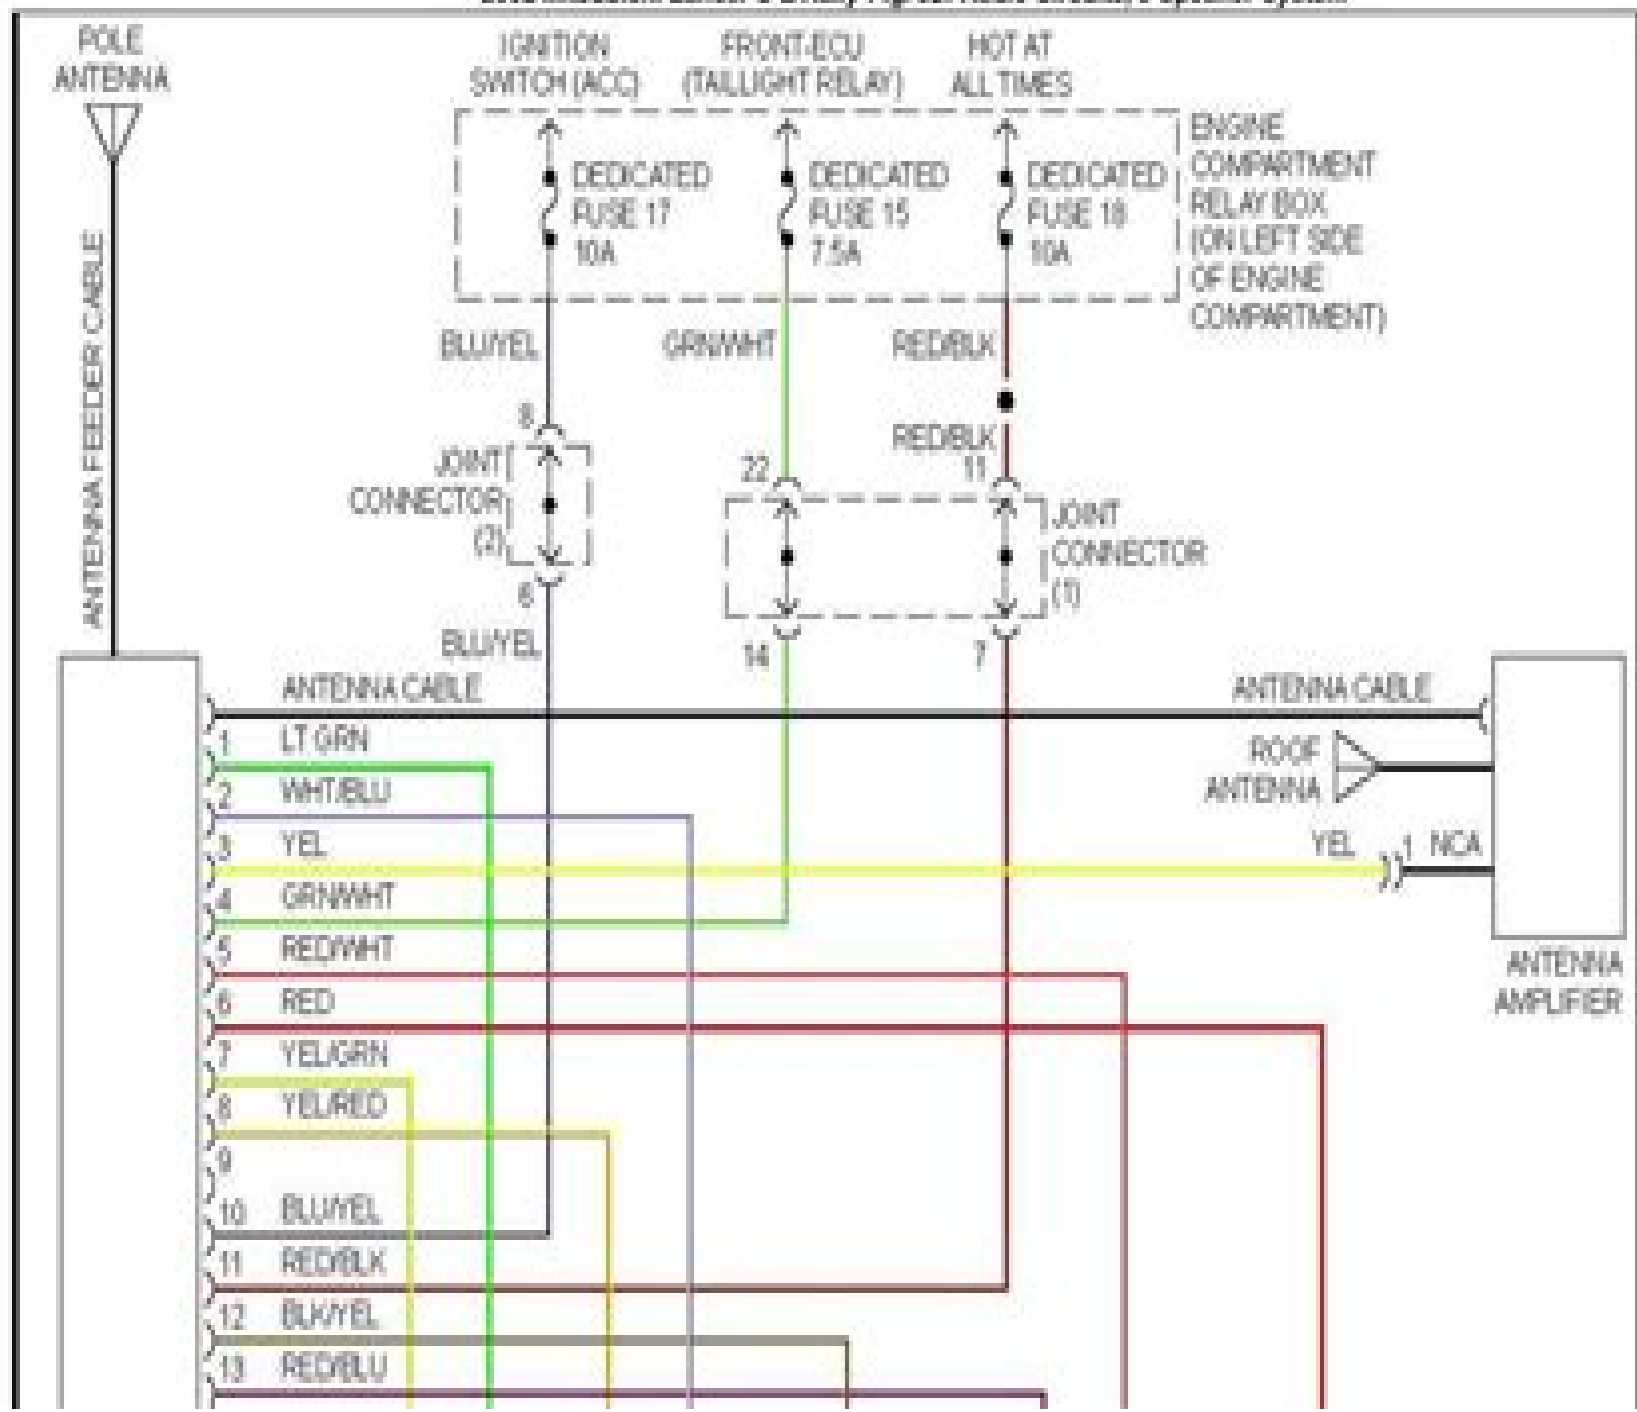 POLE
ANTENNA
IGNITION
SWITCH (ACC)
FRONT-ECU
(TAILLIGHT RELAY)
HOT AT
ALL TIMES
DEDICATED
FUSE 17
10A
DEDICATED
FUSE 15
7.5A
DEDICATED
FUSE 18
10A
ENGINE
COMPARTMENT
RELAY BOX
(ON LEFT SIDE
OF ENGINE
COMPARTMENT)
ANTENNA FEEDER CABLE
BLU/YEL
GRN/WHT
RED/BLK
RED/BLK
22
11
JOINT
CONNECTOR
(2)
JOINT
CONNECTOR
(1)
BLU/YEL
14
7
ANTENNA CABLE
ANTENNA CABLE
1 LT GRN
ROOF
ANTENNA
2 WHT/BLU
3 YEL
YEL 1 NCA
4 GRN/WHT
5 RED/WHT
ANTENNA
AMPLIFIER
6 RED
7 YEL/GRN
8 YEL/RED
9
10 BLU/YEL
11 RED/BLK
12 BLK/YEL
13 RED/BLU